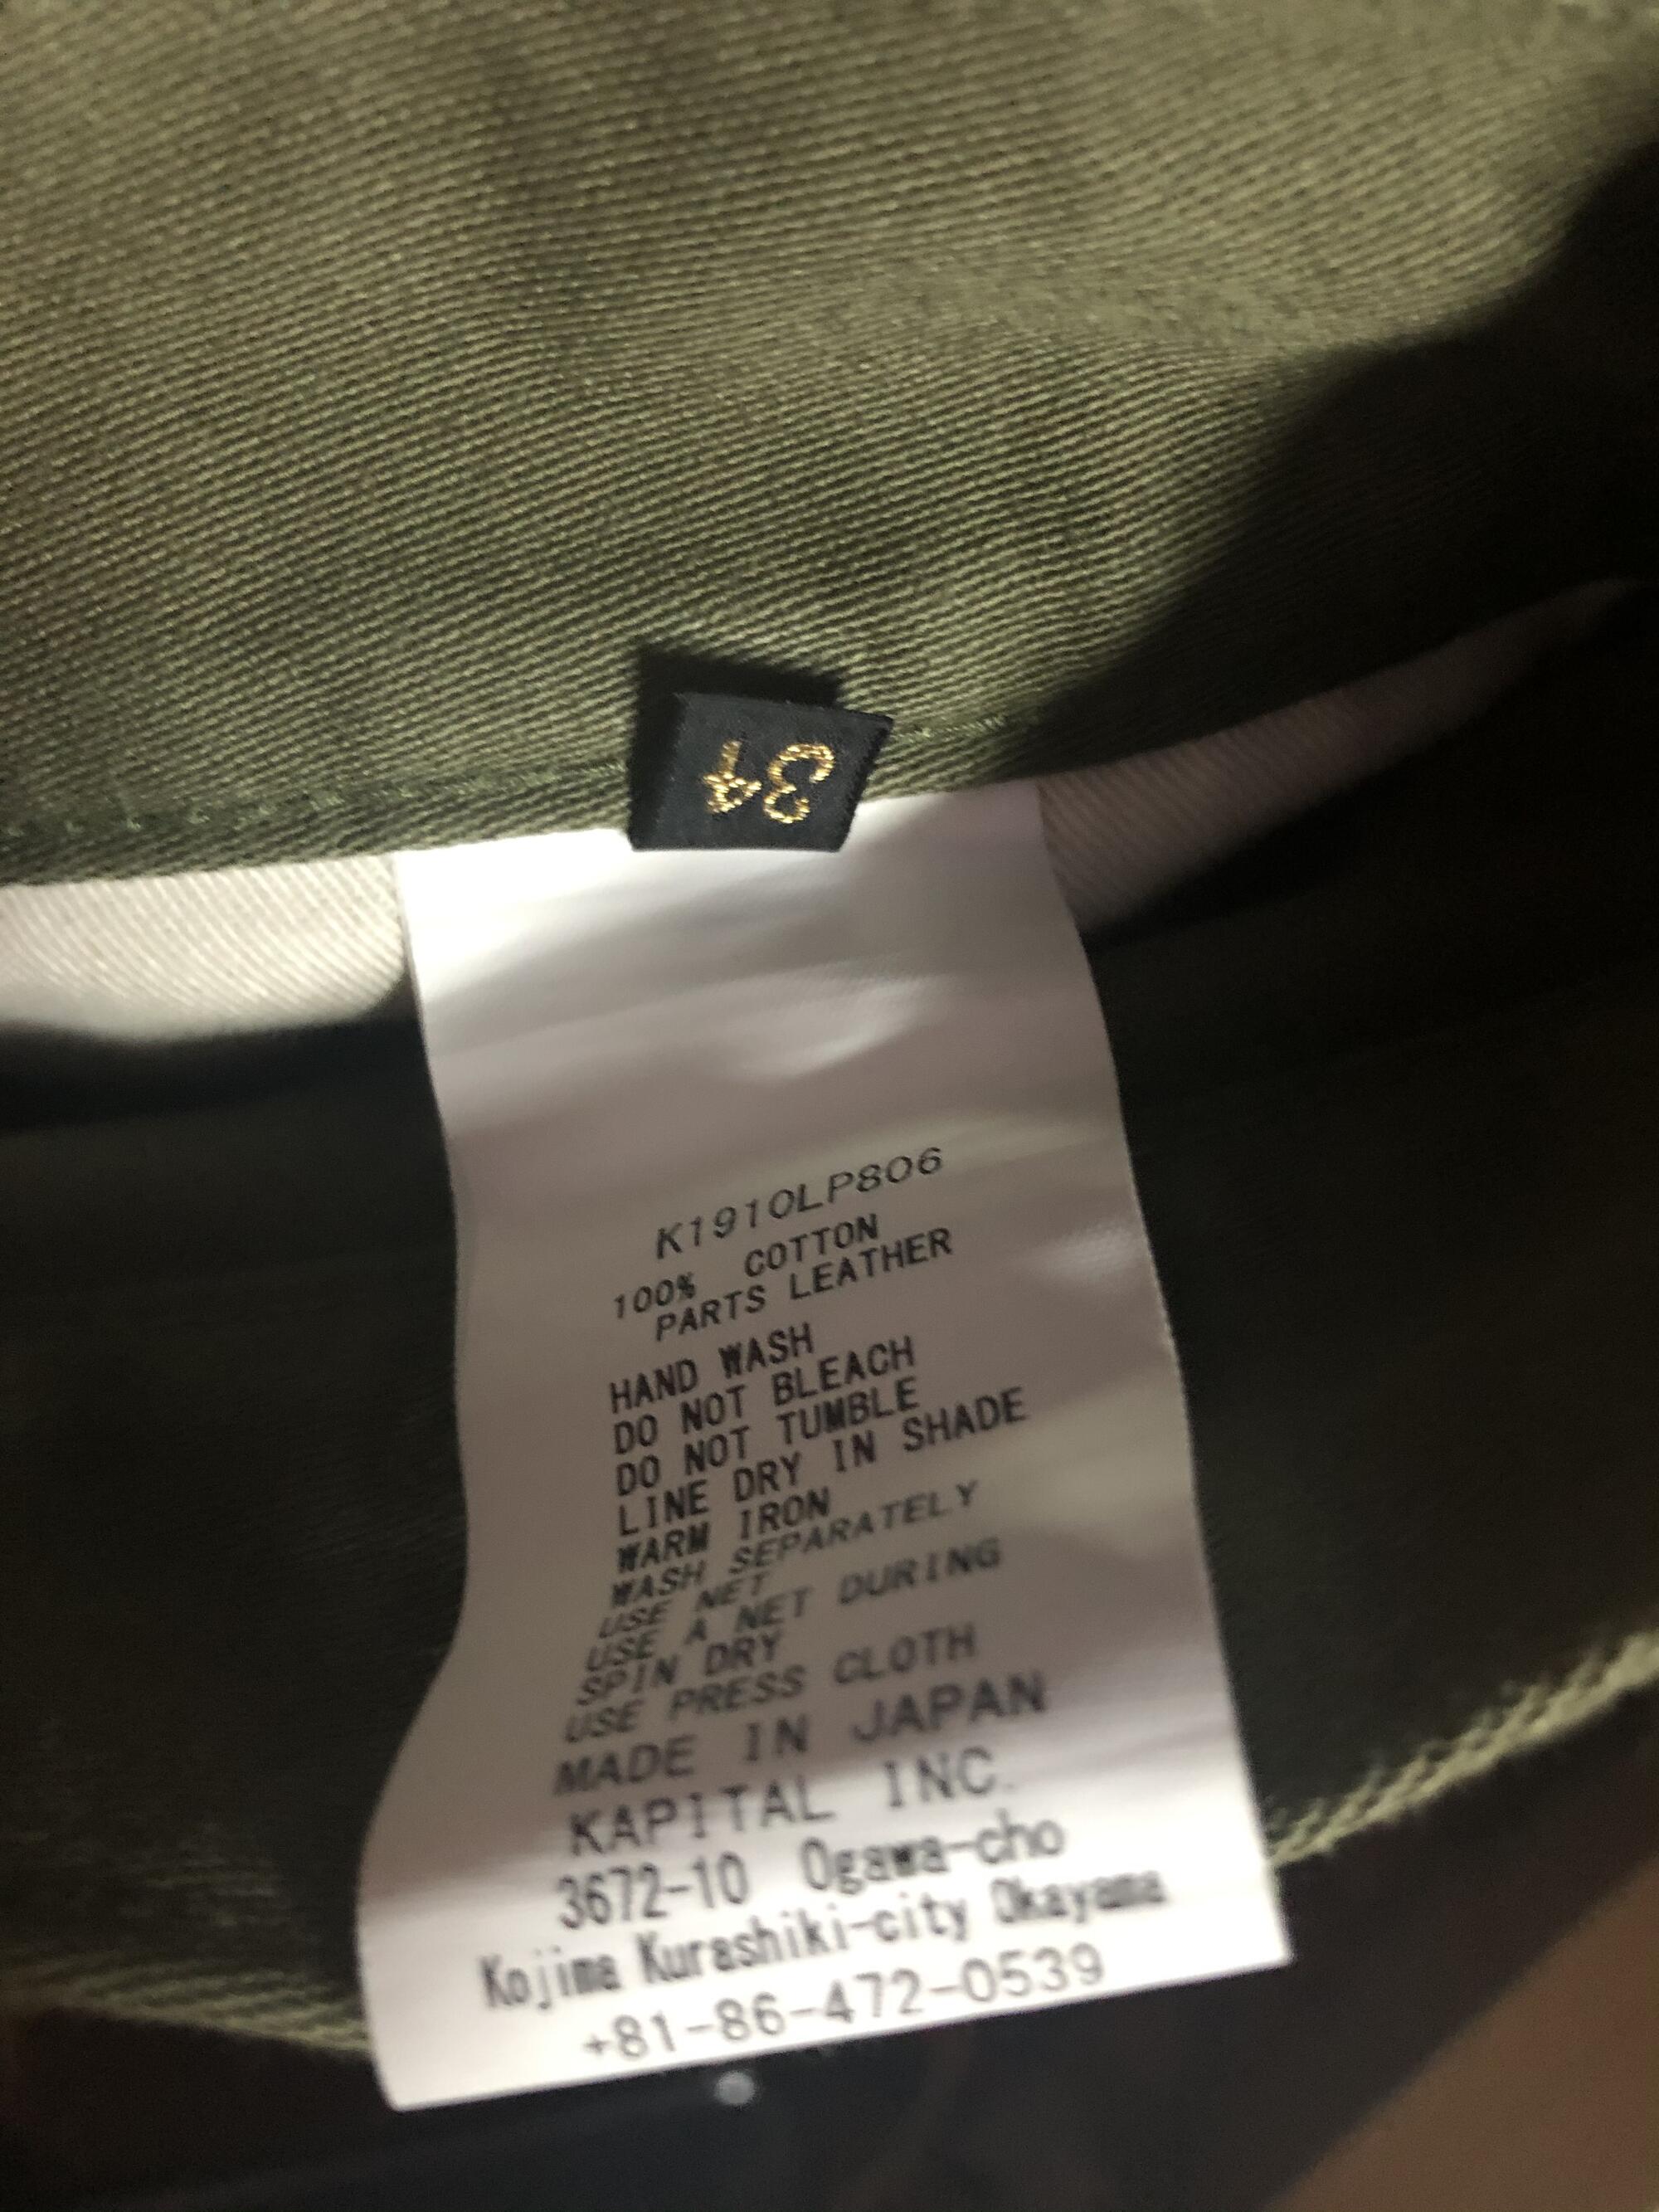 34
K1910LP806
100% COTTON
PARTS LEATHER
HAND WASH
DO NOT BLEACH
DO NOT TUMBLE
LINE DRY IN SHADE
WARM IRON
WASH SEPARATELY
USE NET
USE A NET DURING
SPIN DRY
USE PRESS CLOTH
MADE IN JAPAN
KAPITAL INC.
3672-10 Ogawa-cho
Kojima Kurashiki-city Okayama
+81-86-472-0539